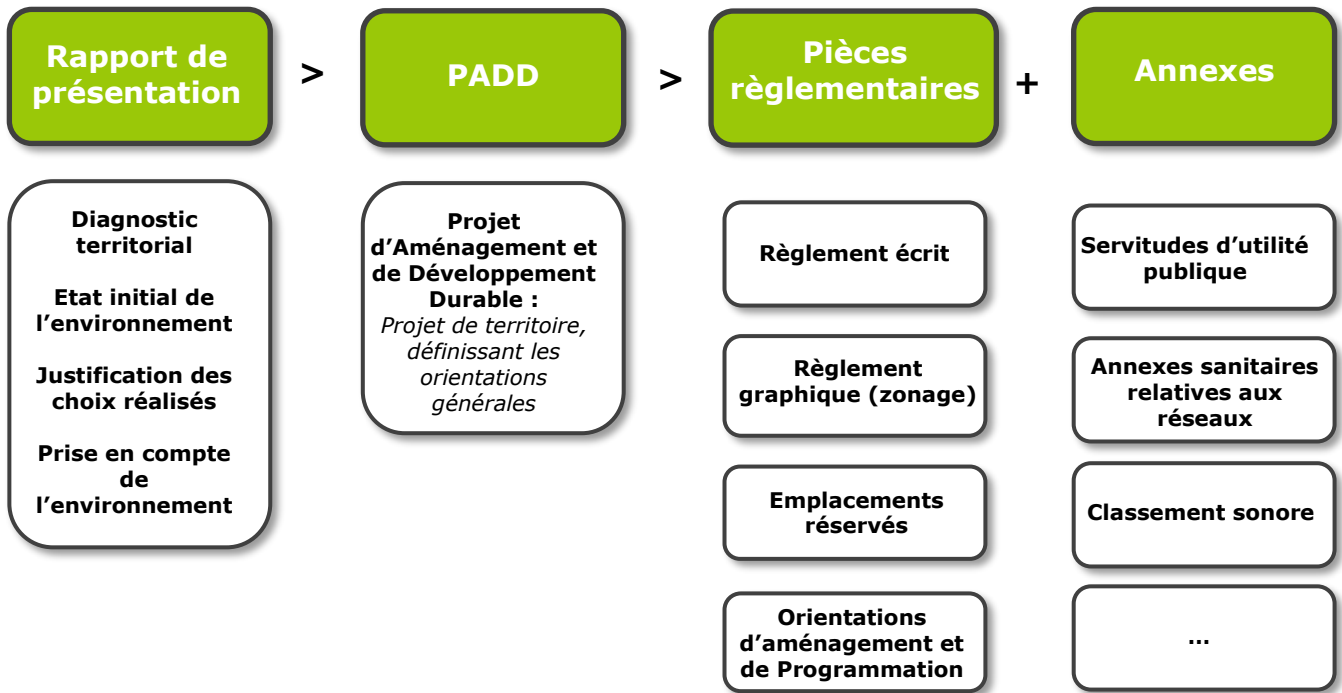 Rapport de
présentation
>
PADD
>
Pièces
règlementaires
+
Annexes
Diagnostic
territorial
Etat initial de
l’environnement
Justification des
choix réalisés
Prise en compte
de
l’environnement
Projet
d’Aménagement et
de Développement
Durable :
Projet de territoire,
définissant les
orientations
générales
Règlement écrit
Règlement
graphique (zonage)
Emplacements
réservés
Orientations
d’aménagement et
de Programmation
Servitudes d’utilité
publique
Annexes sanitaires
relatives aux
réseaux
Classement sonore
…